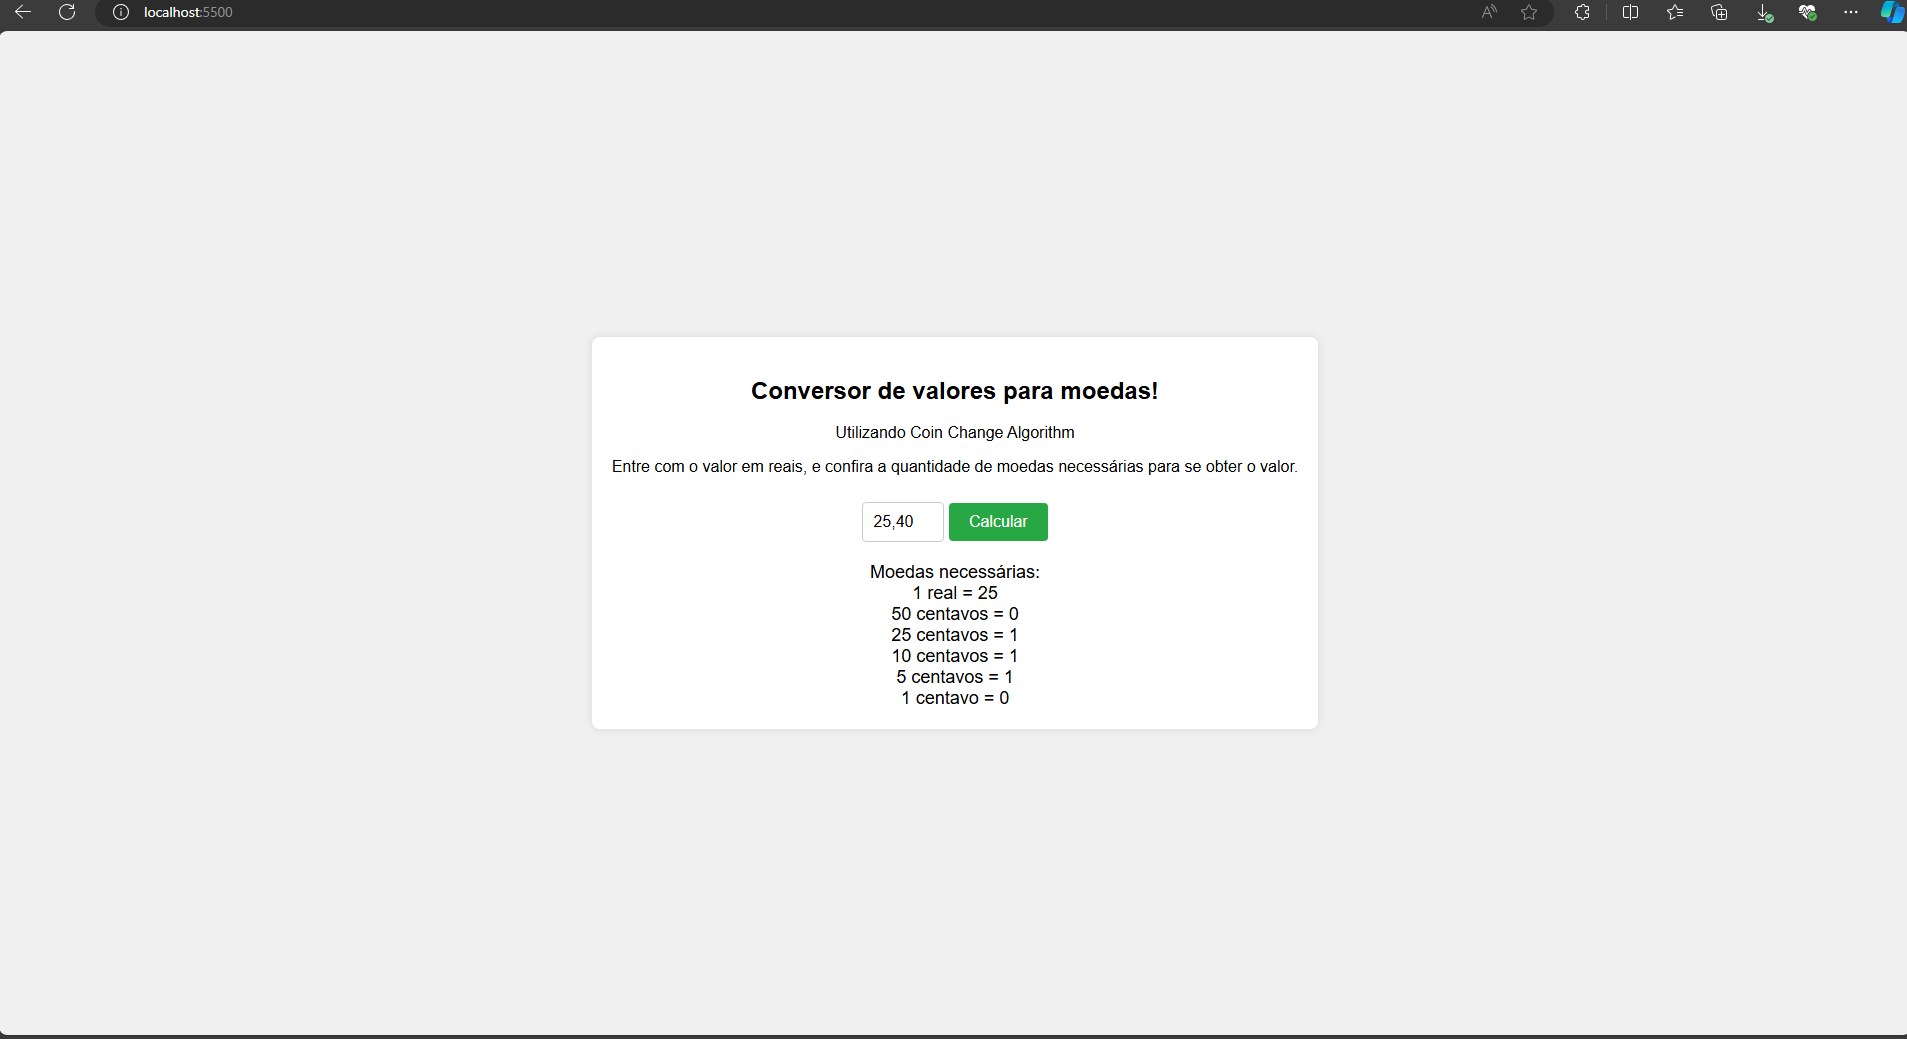 localhost:5500
Conversor de valores para moedas!
Utilizando Coin Change Algorithm
Entre com o valor em reais, e confira a quantidade de moedas necessárias para se obter o valor.
25,40 Calcular
Moedas necessárias:
1 real = 25
50 centavos = 0
25 centavos = 1
10 centavos = 1
5 centavos = 1
1 centavo = 0